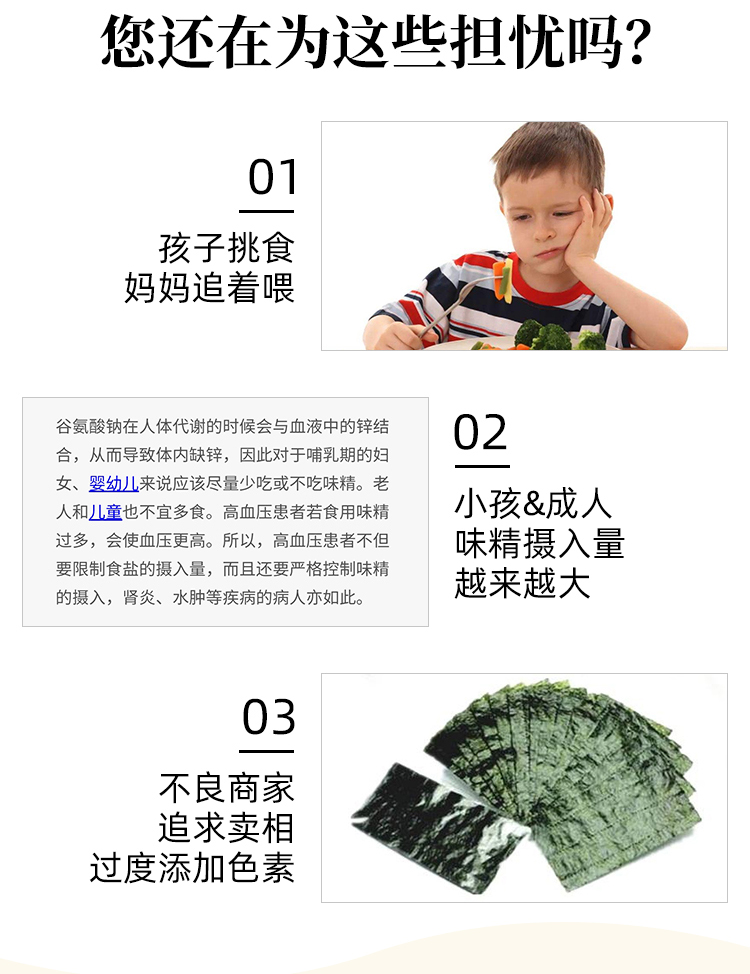 您还在为这些担忧吗?
01
孩子挑食
妈妈追着喂
谷氨酸钠在人体代谢的时候会与血液中的锌结
合，从而导致体内缺锌，因此对于哺乳期的妇
女、婴幼儿来说应该尽量少吃或不吃味精。老
人和儿童也不宜多食。高血压患者若食用味精
过多，会使血压更高。所以，高血压患者不但
要限制食盐的摄入量，而且还要严格控制味精
的摄入，肾炎、水肿等疾病的病人亦如此。
02
小孩&成人
味精摄入量
越来越大
03
不良商家
追求卖相
过度添加色素